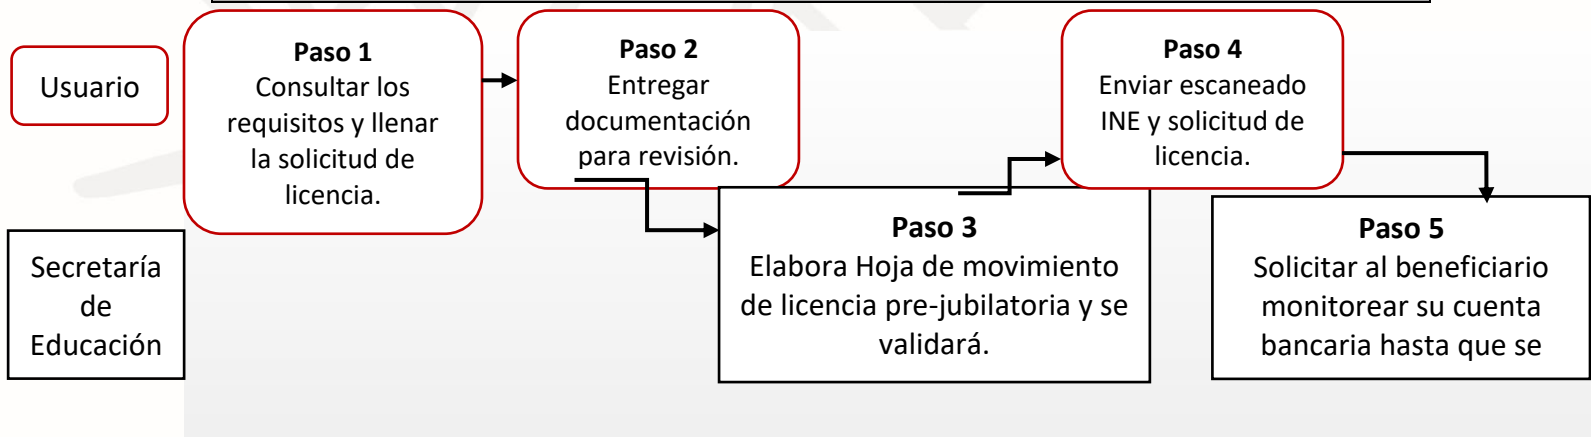 Usuario
Paso 1
Consultar los
requisitos y llenar
la solicitud de
licencia.
Paso 2
Entregar
documentación
para revisión.
Paso 4
Enviar escaneado
INE y solicitud de
licencia.
Secretaría
de
Educación
Paso 3
Elabora Hoja de movimiento
de licencia pre-jubilatoria y se
validará.
Paso 5
Solicitar al beneficiario
monitorear su cuenta
bancaria hasta que se